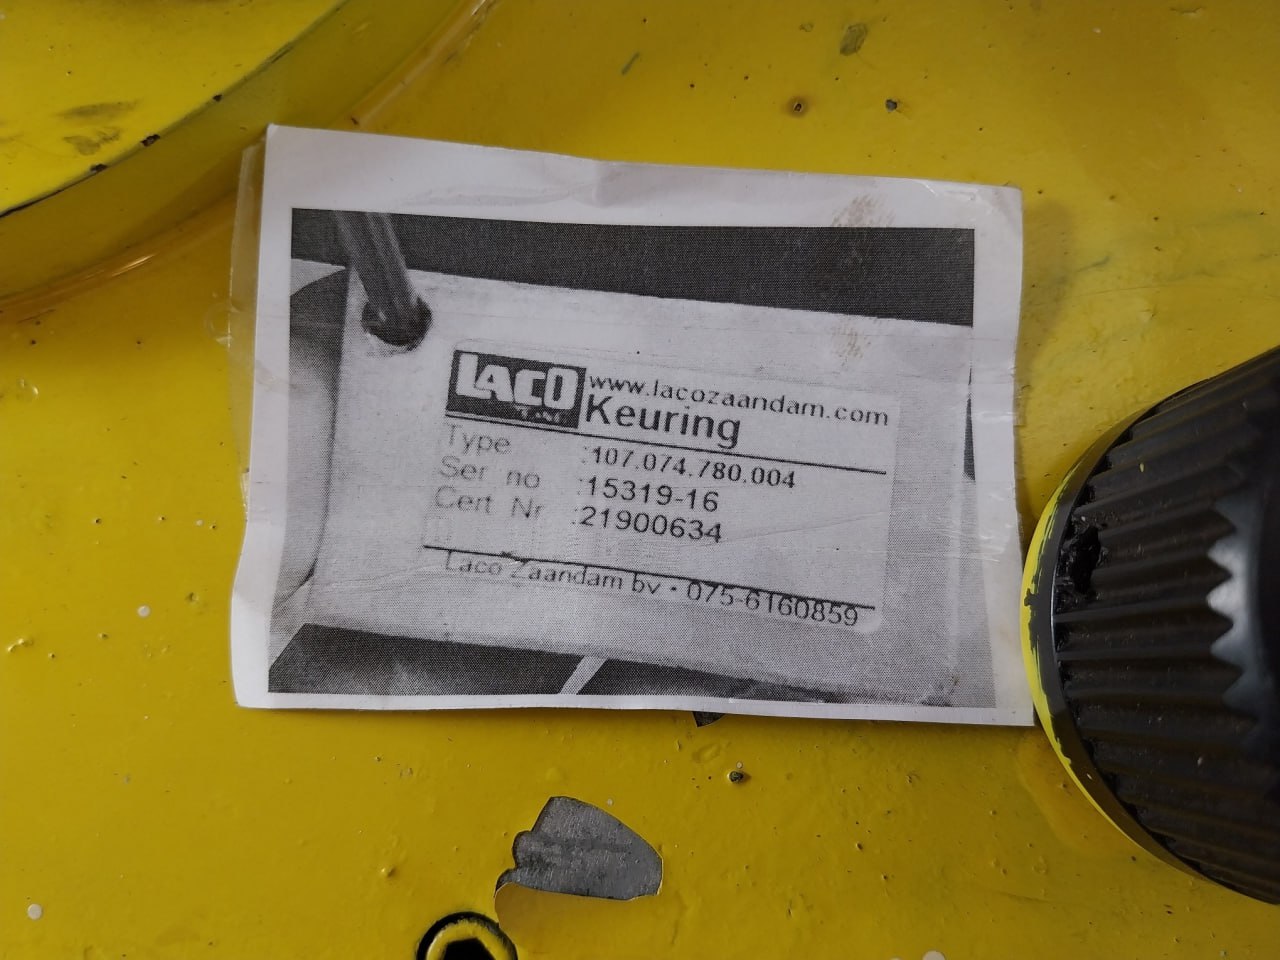 LACO
www.lacozaandam.com
Keuring
Type :107.074.780.004
Ser no :15319-16
Cert Nr :21900634
Laco Zaandam bv · 075-6160859